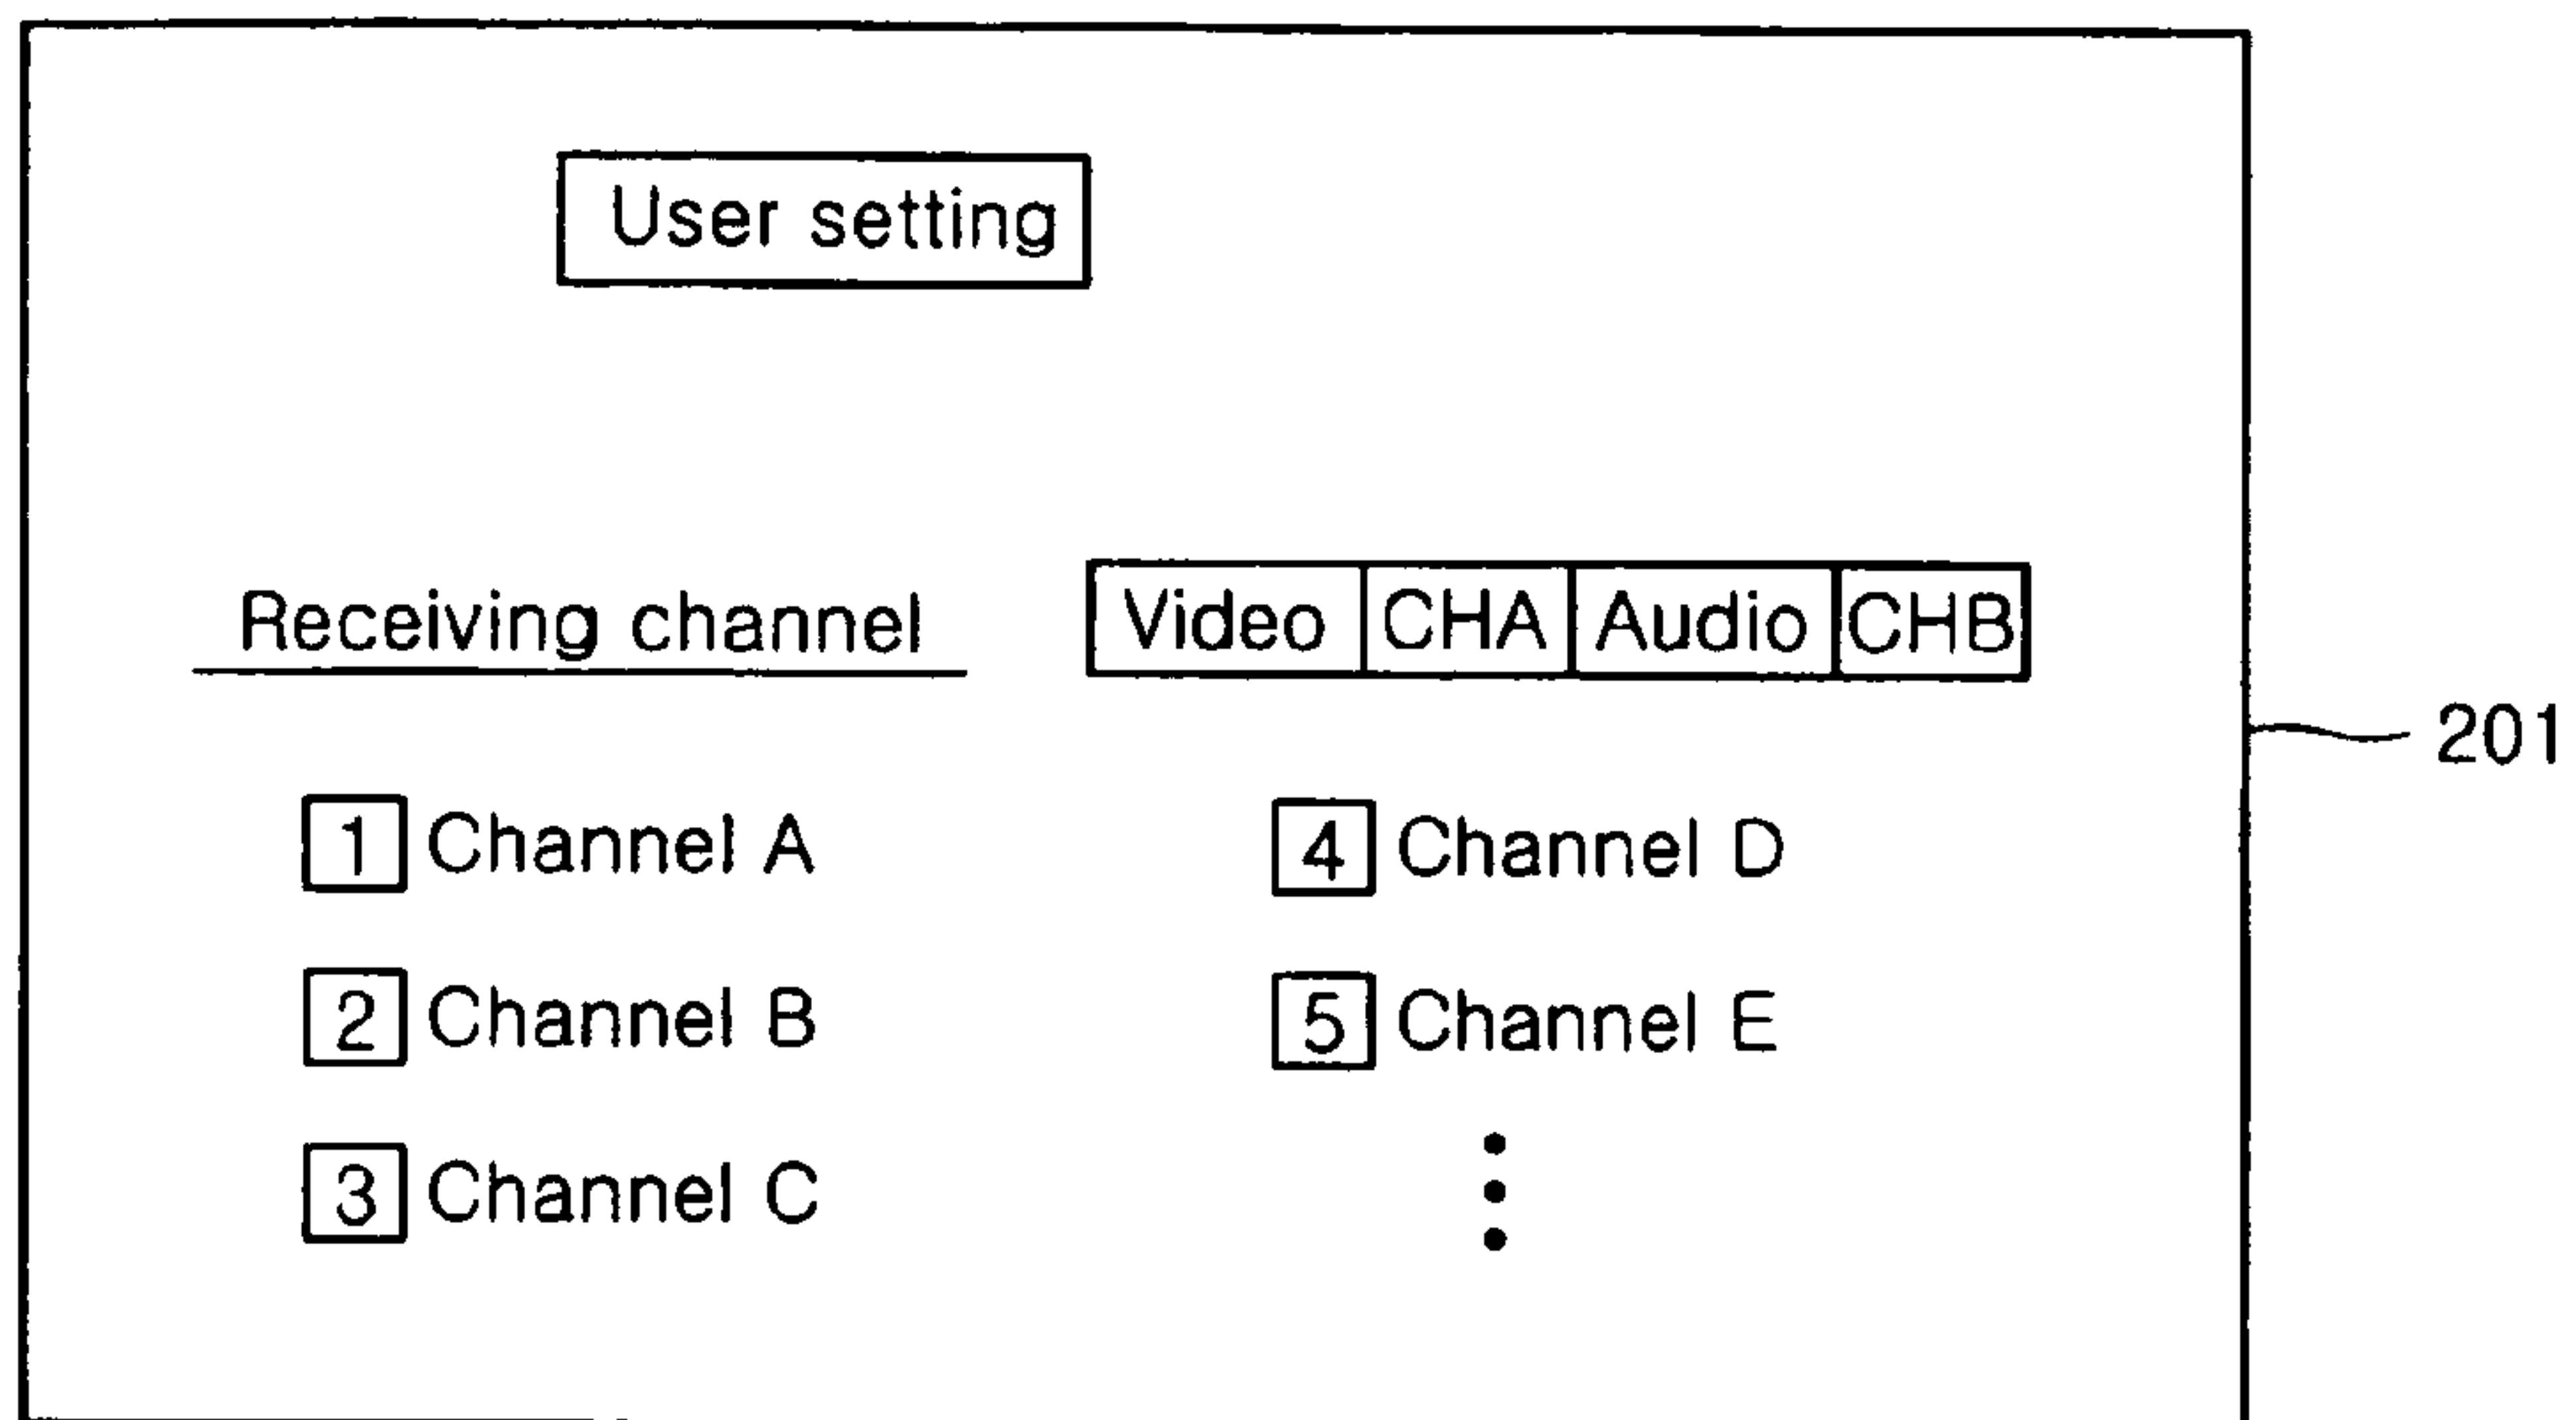 User setting
Receiving channel Video CHA Audio CHB
201
1 Channel A 4 Channel D
2 Channel B 5 Channel E
3 Channel C